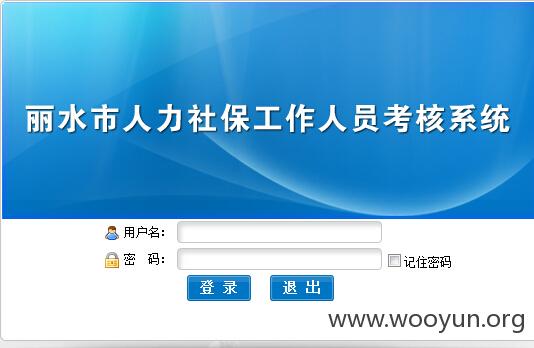 丽水市人力社保工作人员考核系统
用户名：
密 码： 记住密码
登 录 退 出
www.wooyun.org